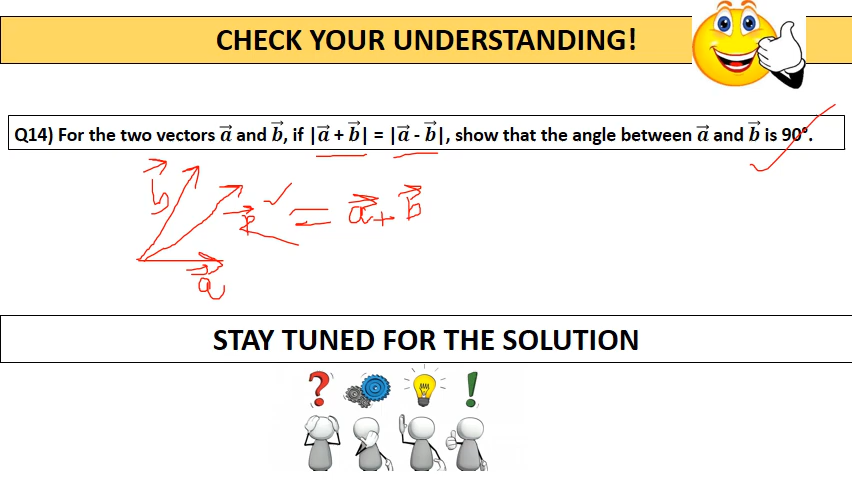 CHECK YOUR UNDERSTANDING!
Q14) For the two vectors a⃗ and b⃗, if |a⃗ + b⃗| = |a⃗ - b⃗|, show that the angle between a⃗ and b⃗ is 90°.
b⃗
R⃗ = a⃗ + b⃗
a⃗
STAY TUNED FOR THE SOLUTION
? !